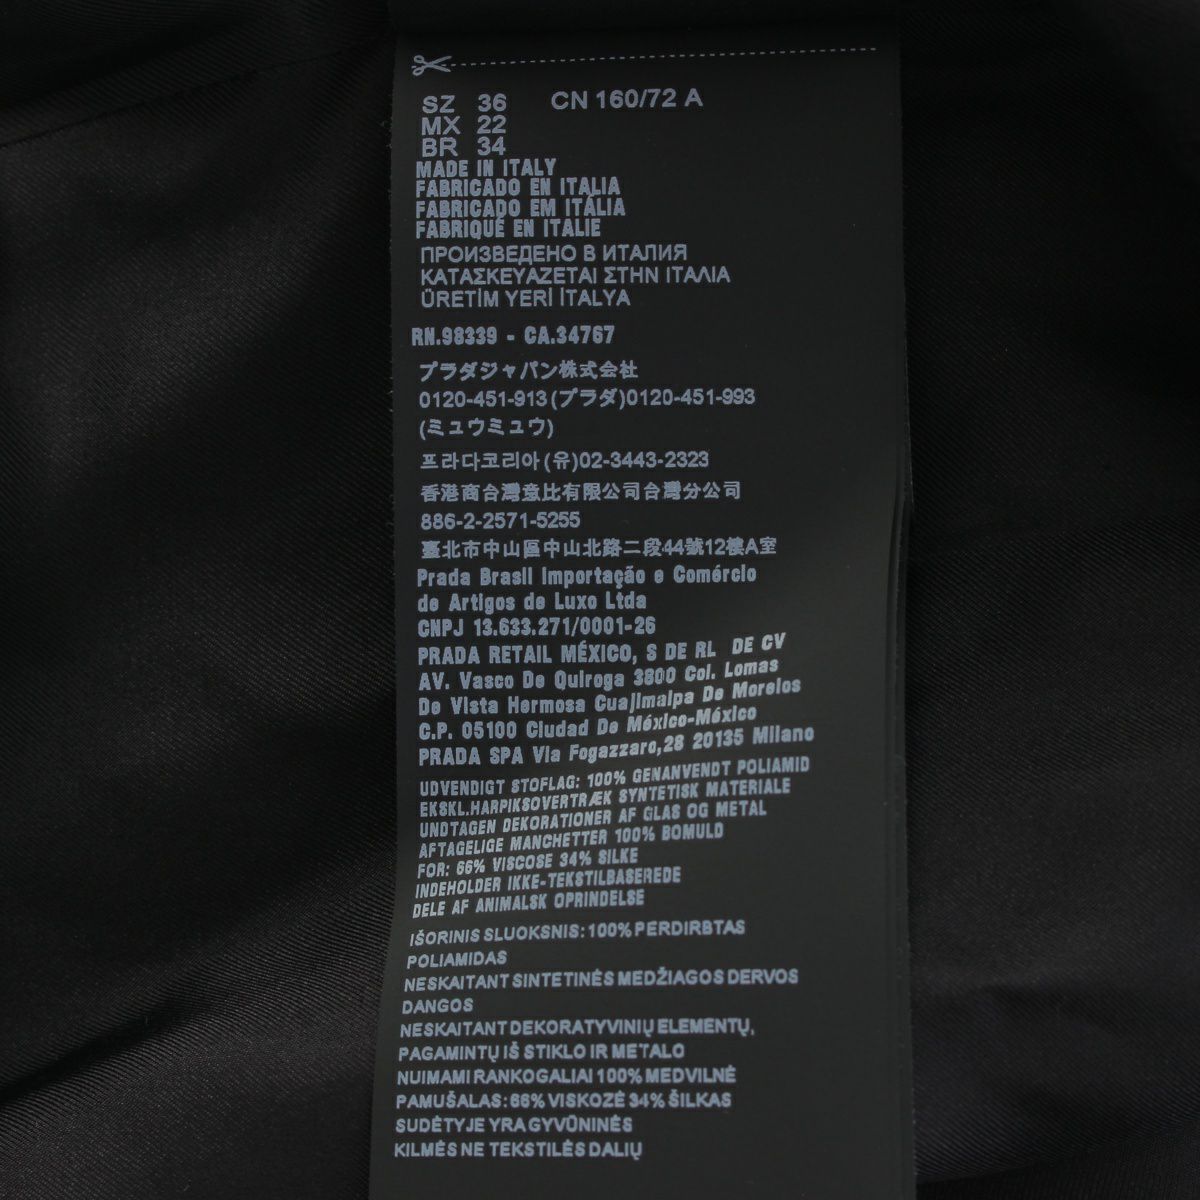 SZ 36 CN 160/72 A
MX 22
BR 34
MADE IN ITALY
FABRICADO EN ITALIA
FABRICADO EM ITÁLIA
FABRIQUÉ EN ITALIE
ПРОИЗВЕДЕНО В ИТАЛИЯ
ΚΑΤΑΣΚΕΥΑΖΕΤΑΙ ΣΤΗΝ ΙΤΑΛΙΑ
ÜRETİM YERİ İTALYA
RN.98339 - CA.34767
プラダジャパン株式会社
0120-451-913(プラダ)0120-451-993
(ミュウミュウ)
프라다코리아(유)02-3443-2323
香港商台灣意比有限公司台灣分公司
886-2-2571-5255
臺北市中山區中山北路二段44號12樓A室
Prada Brasil Importação e Comércio
de Artigos de Luxo Ltda
CNPJ 13.633.271/0001-26
PRADA RETAIL MÉXICO, S DE RL DE CV
AV. Vasco De Quiroga 3800 Col. Lomas
De Vista Hermosa Cuajimalpa De Morelos
C.P. 05100 Ciudad De México-México
PRADA SPA Via Fogazzaro,28 20135 Milano
UDVENDIGT STOFLAG: 100% GENANVENDT POLIAMID
EKSKL.HARPIKSOVERTRÆK SYNTETISK MATERIALE
UNDTAGEN DEKORATIONER AF GLAS OG METAL
AFTAGELIGE MANCHETTER 100% BOMULD
FOR: 66% VISCOSE 34% SILKE
INDEHOLDER IKKE-TEKSTILBASEREDE
DELE AF ANIMALSK OPRINDELSE
IŠORINIS SLUOKSNIS: 100% PERDIRBTAS
POLIAMIDAS
NESKAITANT SINTETINĖS MEDŽIAGOS DERVOS
DANGOS
NESKAITANT DEKORATYVINIŲ ELEMENTŲ,
PAGAMINTŲ IŠ STIKLO IR METALO
NUIMAMI RANKOGALIAI 100% MEDVILNĖ
PAMUŠALAS: 66% VISKOZĖ 34% ŠILKAS
SUDĖTYJE YRA GYVŪNINĖS
KILMĖS NE TEKSTILĖS DALIŲ